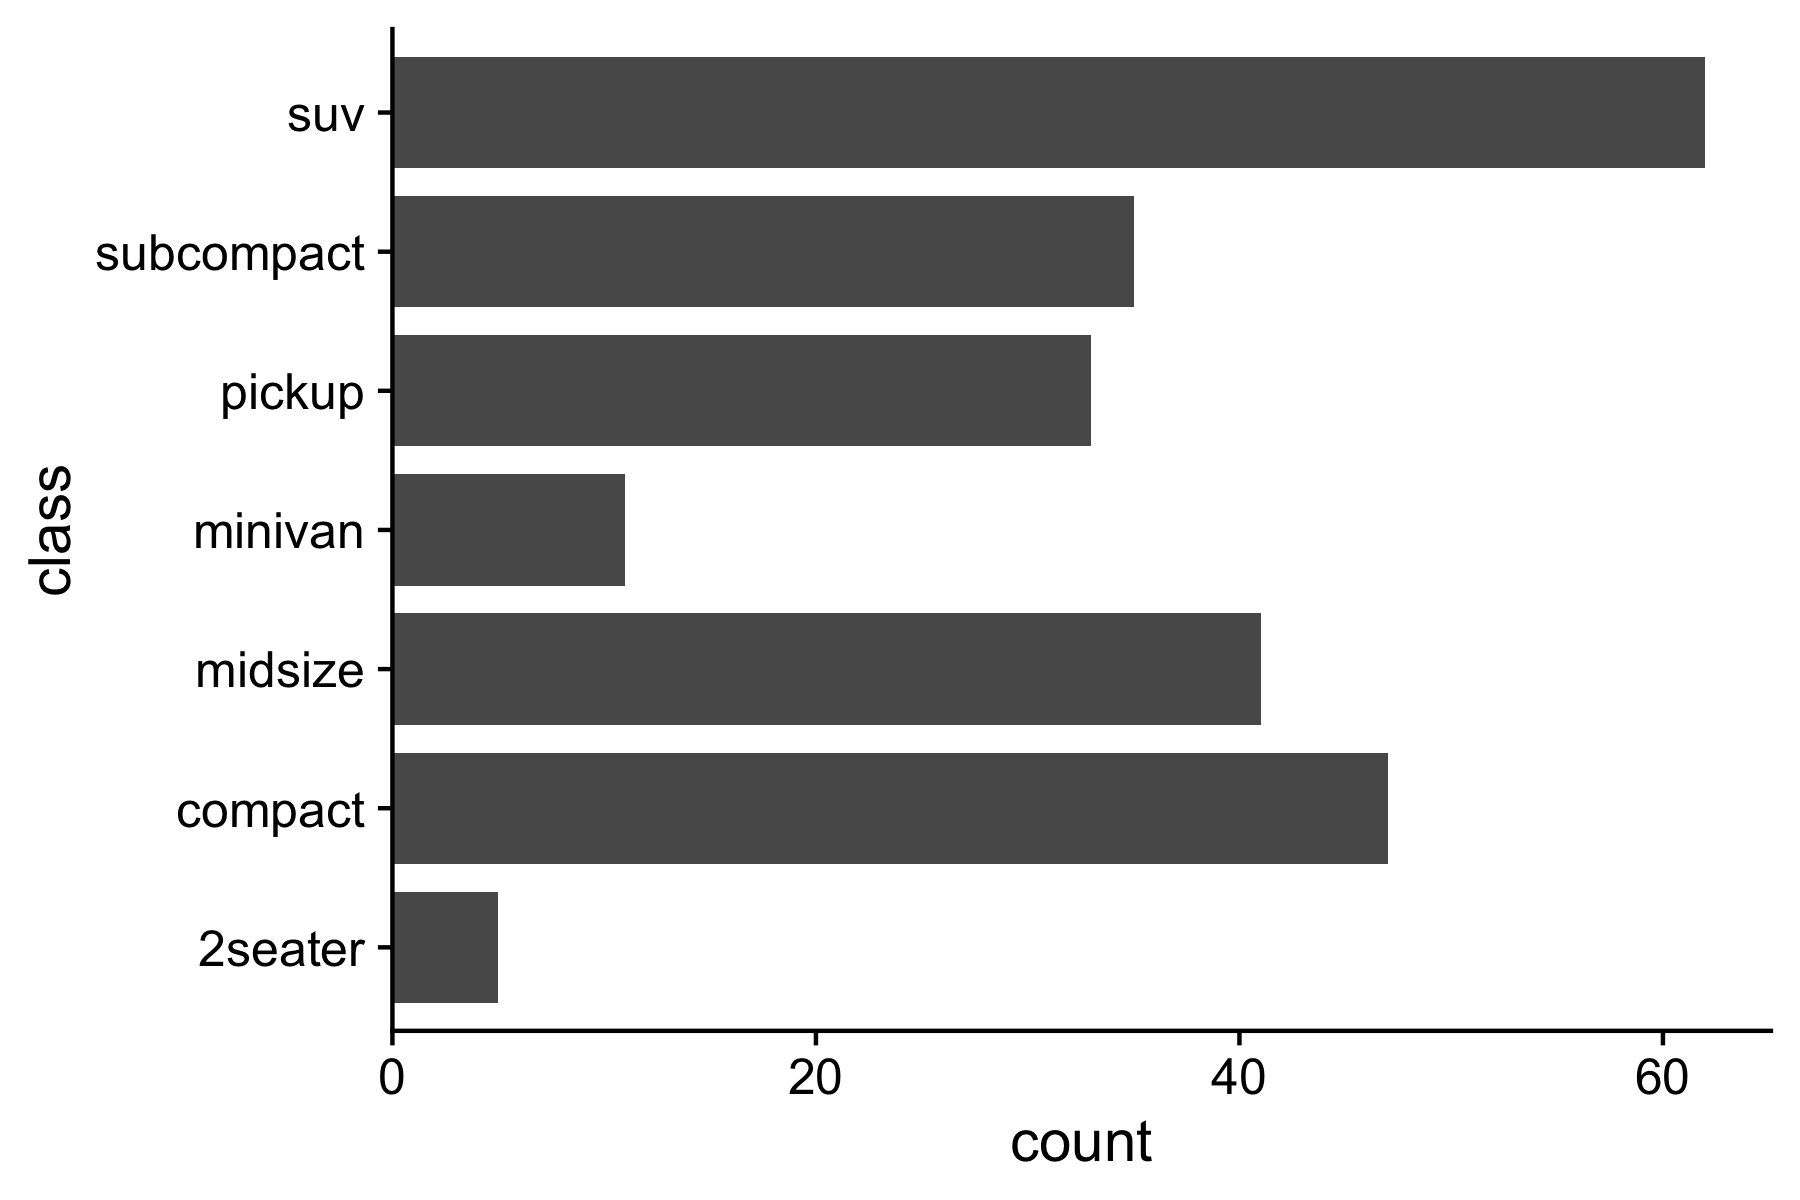 suv
subcompact
pickup
minivan
midsize
compact
2seater
class
0 20 40 60
count